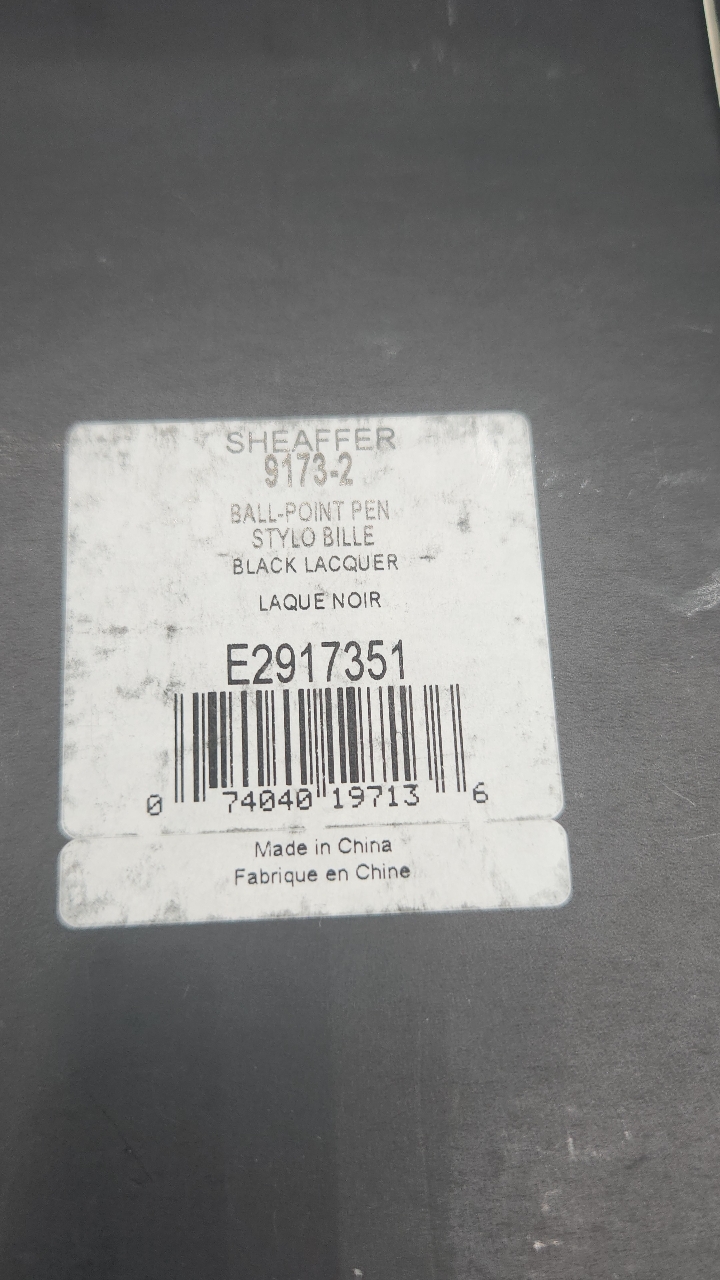 SHEAFFER
9173-2
BALL-POINT PEN
STYLO BILLE
BLACK LACQUER
LAQUE NOIR
E2917351
0 74040 19713 6
Made in China
Fabrique en Chine